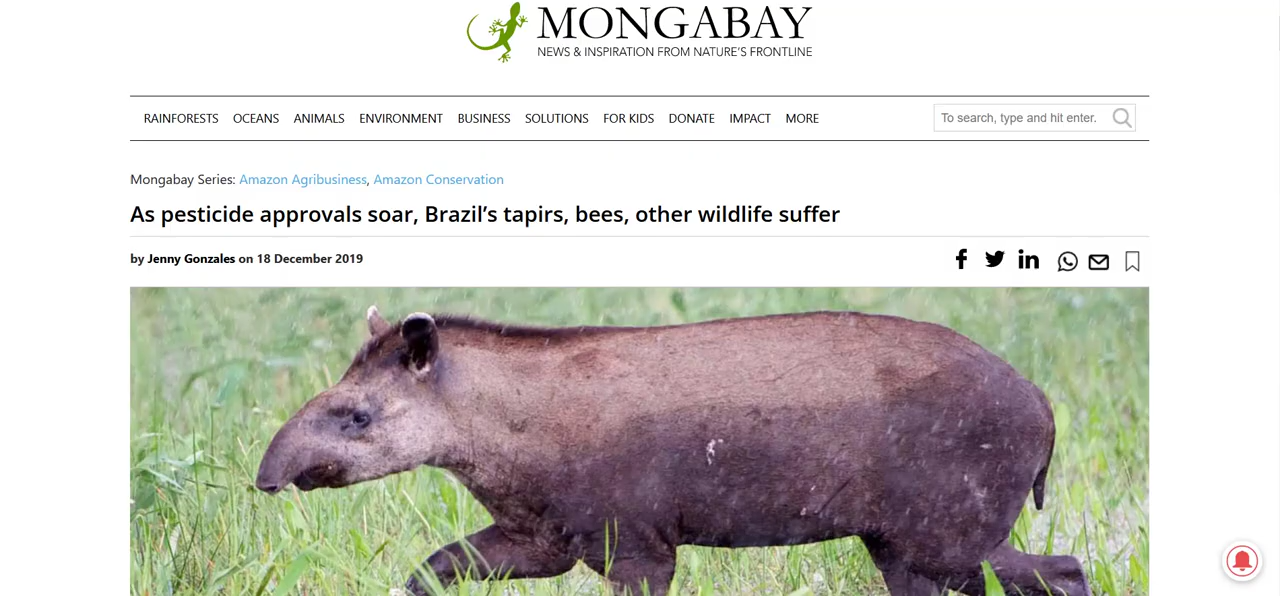 MONGABAY
NEWS & INSPIRATION FROM NATURE'S FRONTLINE
RAINFORESTS OCEANS ANIMALS ENVIRONMENT BUSINESS SOLUTIONS FOR KIDS DONATE IMPACT MORE
To search, type and hit enter.
Mongabay Series: Amazon Agribusiness, Amazon Conservation
As pesticide approvals soar, Brazil’s tapirs, bees, other wildlife suffer
by Jenny Gonzales on 18 December 2019